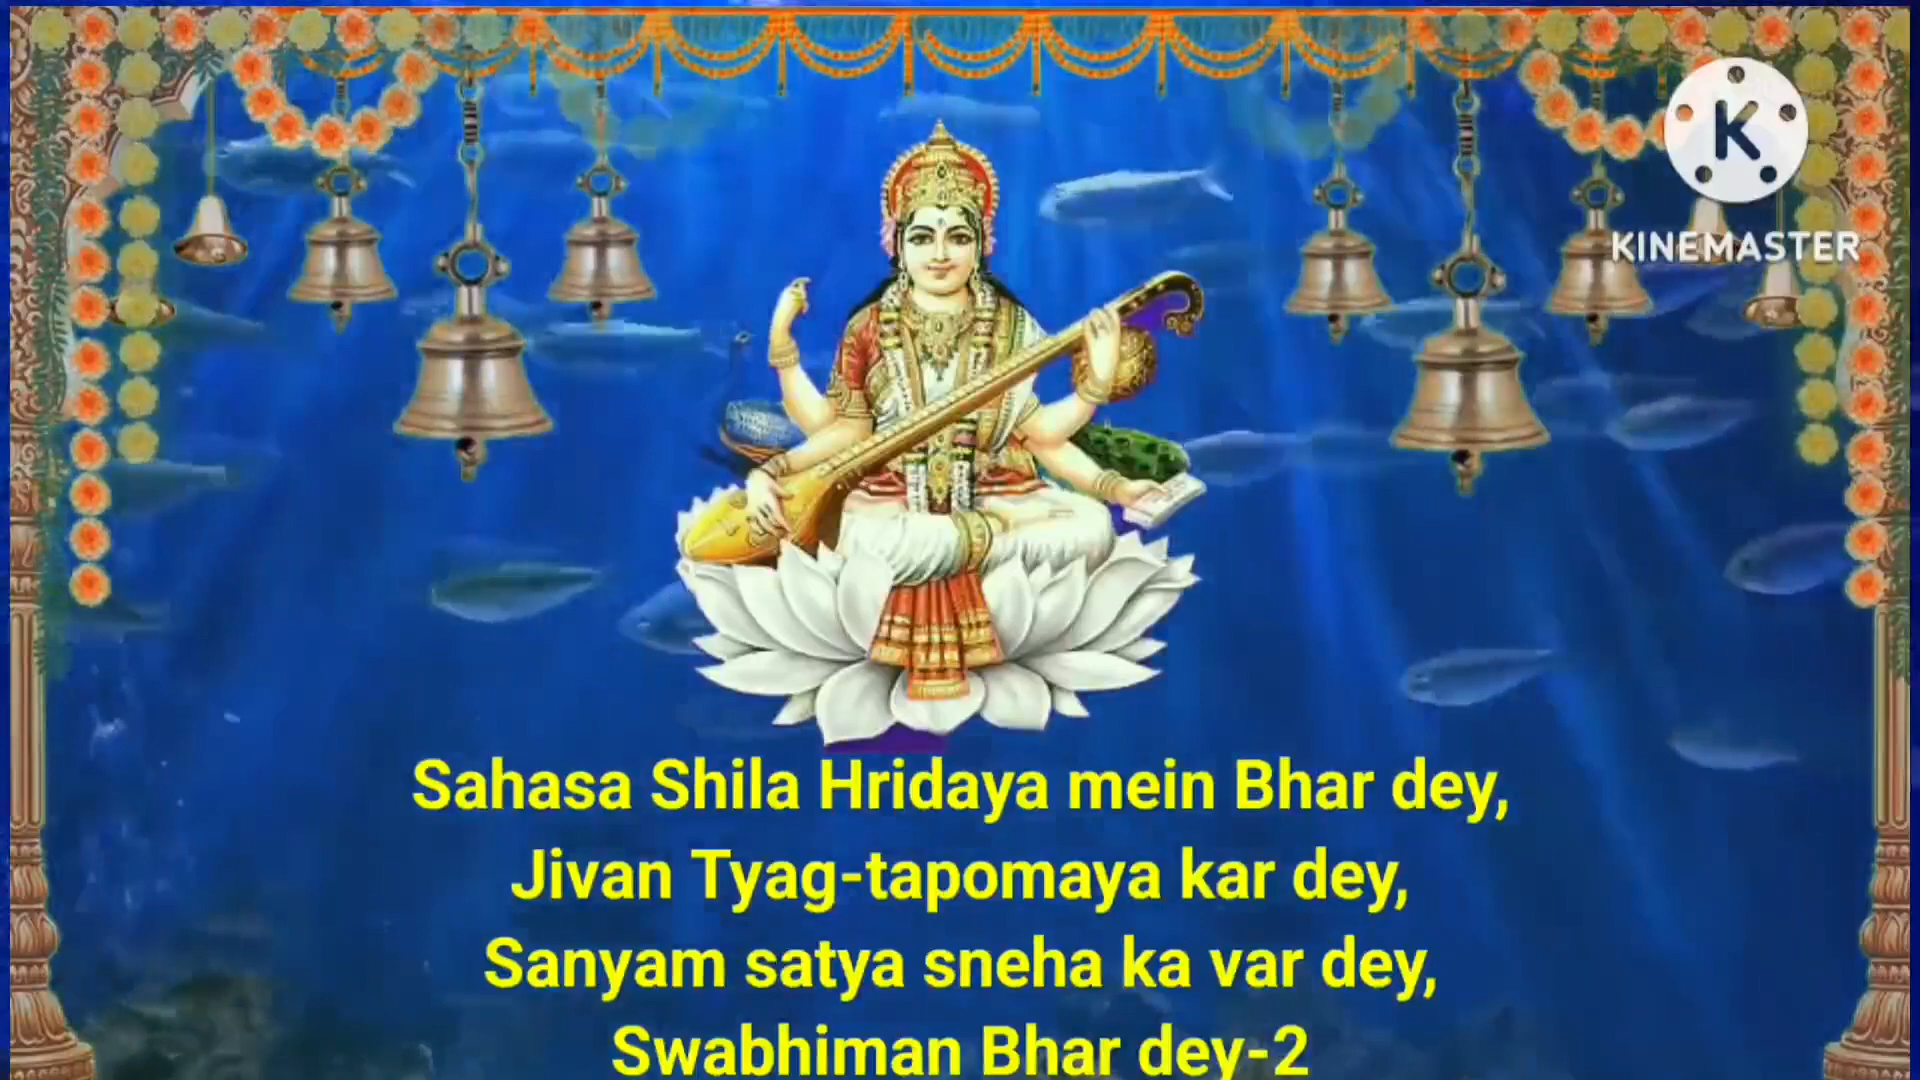 K
KINEMASTER
Sahasa Shila Hridaya mein Bhar dey,
Jivan Tyag-tapomaya kar dey,
Sanyam satya sneha ka var dey,
Swabhiman Bhar dey-2